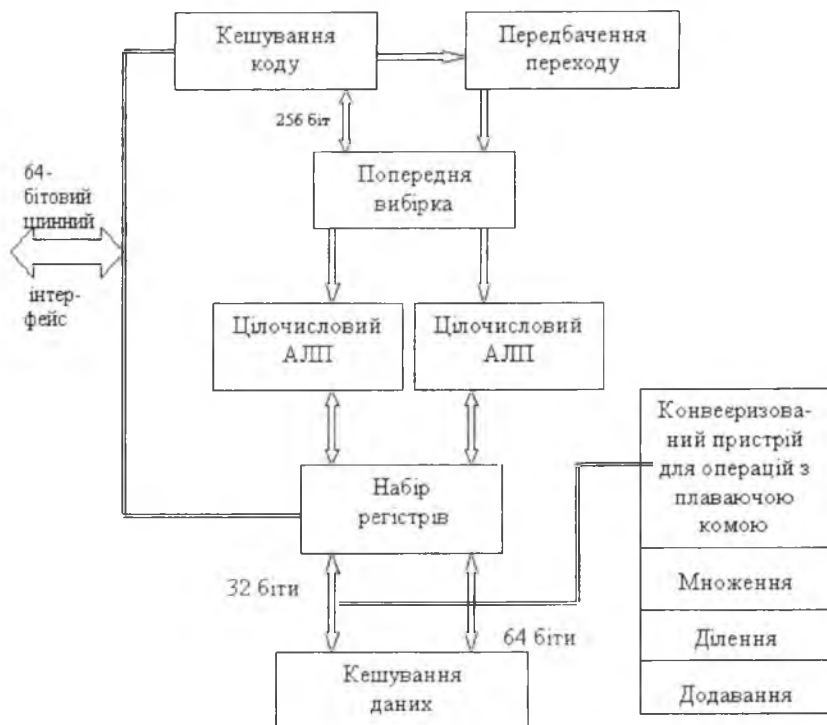 Кешування
коду
Передбачення
переходу
256 біт
Попередня
вибірка
64-
бітовий
шинний
інтер-
фейс
Цілочисловий
АЛП
Цілочисловий
АЛП
Набір
регістрів
32 біти
64 біти
Кешування
даних
Конвеєризова-
ний пристрій
для операцій з
плаваючою
комою
Множення
Ділення
Додавання